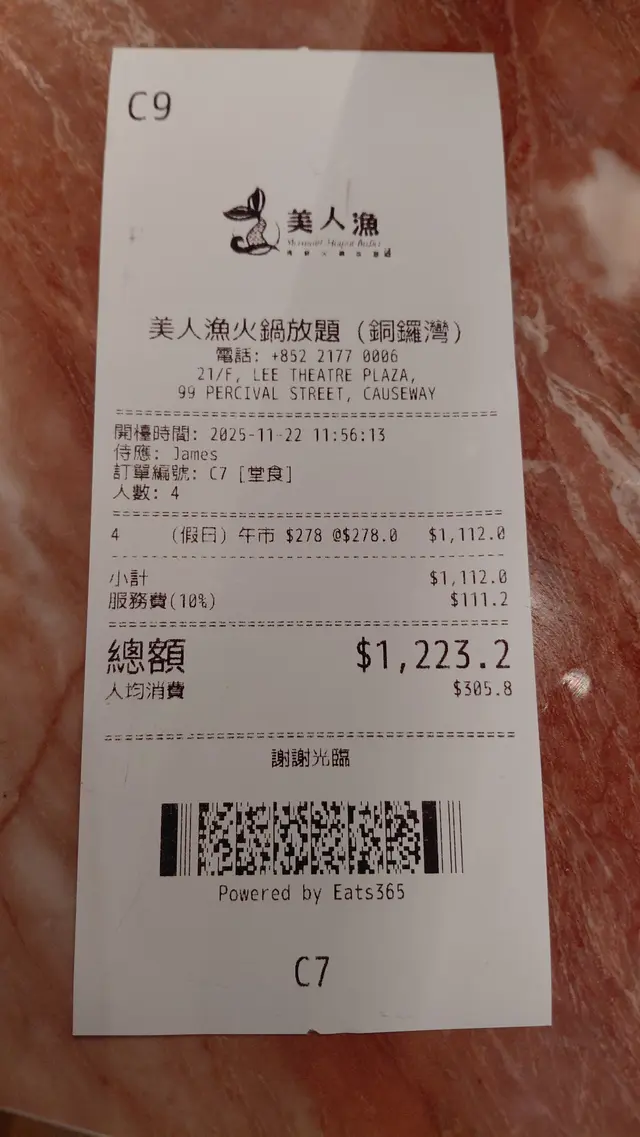 C9
美人漁
Mermaid Hotpot Buffet
美人漁火鍋放題 (銅鑼灣)
電話: +852 2177 0006
21/F, LEE THEATRE PLAZA,
99 PERCIVAL STREET, CAUSEWAY
開檯時間: 2025-11-22 11:56:13
侍應: James
訂單編號: C7 [堂食]
人數: 4
4 (假日) 午市 $278 @$278.0 $1,112.0
小計 $1,112.0
服務費(10%) $111.2
總額 $1,223.2
人均消費 $305.8
謝謝光臨
Powered by Eats365
C7